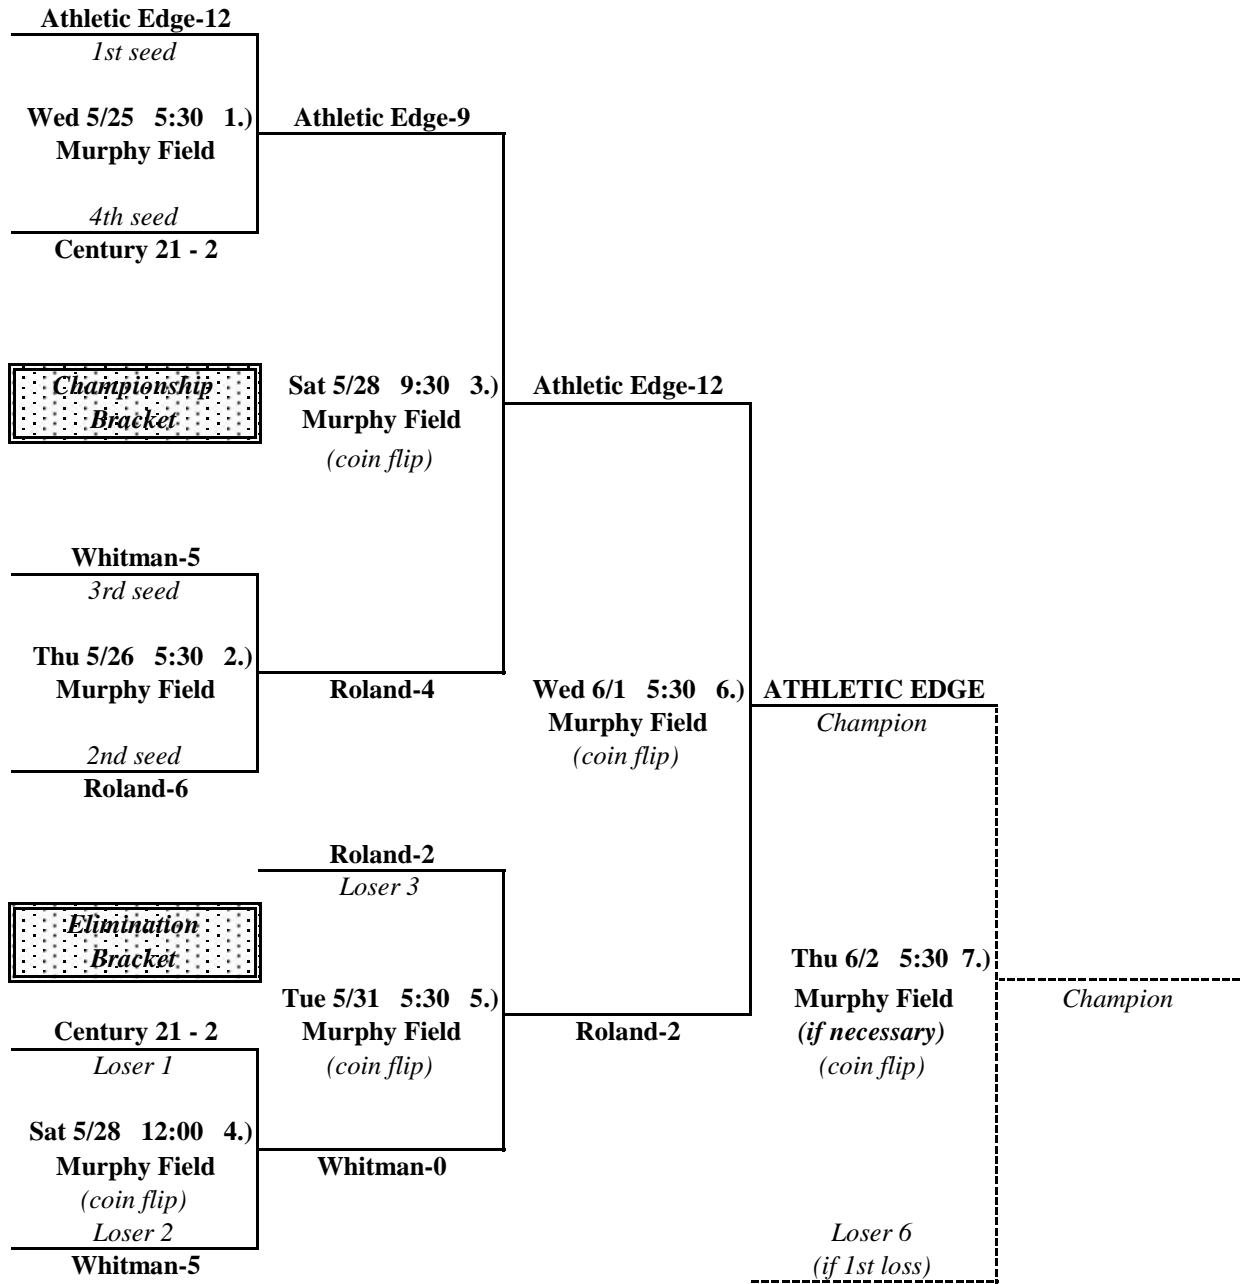 Athletic Edge-12
1st seed
Wed 5/25 5:30 1.) Athletic Edge-9
Murphy Field
4th seed
Century 21 - 2
Championship Sat 5/28 9:30 3.) Athletic Edge-12
Bracket Murphy Field
(coin flip)
Whitman-5
3rd seed
Thu 5/26 5:30 2.)
Murphy Field Roland-4 Wed 6/1 5:30 6.) ATHLETIC EDGE
Murphy Field Champion
2nd seed (coin flip)
Roland-6
Roland-2
Loser 3
Elimination
Bracket Thu 6/2 5:30 7.)
Tue 5/31 5:30 5.) Murphy Field Champion
Century 21 - 2 Murphy Field Roland-2 (if necessary)
Loser 1 (coin flip) (coin flip)
Sat 5/28 12:00 4.)
Murphy Field Whitman-0
(coin flip)
Loser 2 Loser 6
Whitman-5 (if 1st loss)